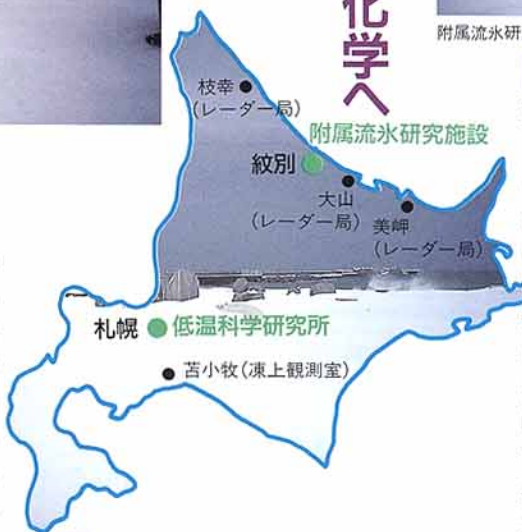 化学へ
附属流氷研
枝幸
(レーダー局)
附属流氷研究施設
紋別
大山
(レーダー局)
美岬
(レーダー局)
札幌
低温科学研究所
苫小牧(凍上観測室)